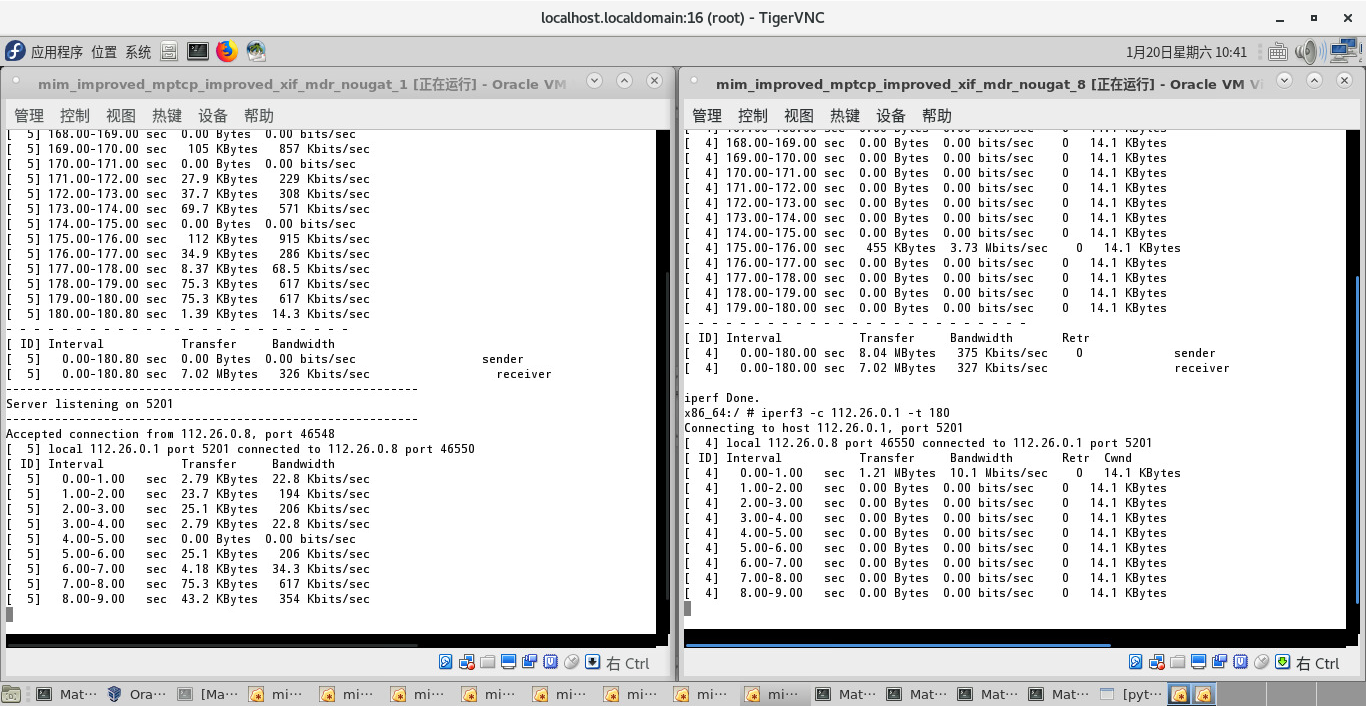 localhost.localdomain:16 (root) - TigerVNC
应用程序 位置 系统
1月20日星期六 10:41
mim_improved_mptcp_improved_xif_mdr_nougat_1 [正在运行] - Oracle VM
管理 控制 视图 热键 设备 帮助
[  5] 168.00-169.00 sec  0.00 Bytes  0.00 bits/sec
[  5] 169.00-170.00 sec   105 KBytes   857 Kbits/sec
[  5] 170.00-171.00 sec  0.00 Bytes  0.00 bits/sec
[  5] 171.00-172.00 sec  27.9 KBytes   229 Kbits/sec
[  5] 172.00-173.00 sec  37.7 KBytes   308 Kbits/sec
[  5] 173.00-174.00 sec  69.7 KBytes   571 Kbits/sec
[  5] 174.00-175.00 sec  0.00 Bytes  0.00 bits/sec
[  5] 175.00-176.00 sec   112 KBytes   915 Kbits/sec
[  5] 176.00-177.00 sec  34.9 KBytes   286 Kbits/sec
[  5] 177.00-178.00 sec  8.37 KBytes  68.5 Kbits/sec
[  5] 178.00-179.00 sec  75.3 KBytes   617 Kbits/sec
[  5] 179.00-180.00 sec  75.3 KBytes   617 Kbits/sec
[  5] 180.00-180.80 sec  1.39 KBytes  14.3 Kbits/sec
- - - - - - - - - - - - - - - - - - - - - - - - -
[ ID] Interval           Transfer     Bandwidth
[  5]   0.00-180.80 sec  0.00 Bytes  0.00 bits/sec                  sender
[  5]   0.00-180.80 sec  7.02 MBytes   326 Kbits/sec                  receiver
-----------------------------------------------------------
Server listening on 5201
-----------------------------------------------------------
Accepted connection from 112.26.0.8, port 46548
[  5] local 112.26.0.1 port 5201 connected to 112.26.0.8 port 46550
[ ID] Interval           Transfer     Bandwidth
[  5]   0.00-1.00   sec  2.79 KBytes  22.8 Kbits/sec
[  5]   1.00-2.00   sec  23.7 KBytes   194 Kbits/sec
[  5]   2.00-3.00   sec  25.1 KBytes   206 Kbits/sec
[  5]   3.00-4.00   sec  2.79 KBytes  22.8 Kbits/sec
[  5]   4.00-5.00   sec  0.00 Bytes  0.00 bits/sec
[  5]   5.00-6.00   sec  25.1 KBytes   206 Kbits/sec
[  5]   6.00-7.00   sec  4.18 KBytes  34.3 Kbits/sec
[  5]   7.00-8.00   sec  75.3 KBytes   617 Kbits/sec
[  5]   8.00-9.00   sec  43.2 KBytes   354 Kbits/sec
右 Ctrl
mim_improved_mptcp_improved_xif_mdr_nougat_8 [正在运行] - Oracle VM Vi
管理 控制 视图 热键 设备 帮助
[  4] 168.00-169.00 sec  0.00 Bytes  0.00 bits/sec    0   14.1 KBytes
[  4] 169.00-170.00 sec  0.00 Bytes  0.00 bits/sec    0   14.1 KBytes
[  4] 170.00-171.00 sec  0.00 Bytes  0.00 bits/sec    0   14.1 KBytes
[  4] 171.00-172.00 sec  0.00 Bytes  0.00 bits/sec    0   14.1 KBytes
[  4] 172.00-173.00 sec  0.00 Bytes  0.00 bits/sec    0   14.1 KBytes
[  4] 173.00-174.00 sec  0.00 Bytes  0.00 bits/sec    0   14.1 KBytes
[  4] 174.00-175.00 sec  0.00 Bytes  0.00 bits/sec    0   14.1 KBytes
[  4] 175.00-176.00 sec   455 KBytes  3.73 Mbits/sec    0   14.1 KBytes
[  4] 176.00-177.00 sec  0.00 Bytes  0.00 bits/sec    0   14.1 KBytes
[  4] 177.00-178.00 sec  0.00 Bytes  0.00 bits/sec    0   14.1 KBytes
[  4] 178.00-179.00 sec  0.00 Bytes  0.00 bits/sec    0   14.1 KBytes
[  4] 179.00-180.00 sec  0.00 Bytes  0.00 bits/sec    0   14.1 KBytes
- - - - - - - - - - - - - - - - - - - - - - - - -
[ ID] Interval           Transfer     Bandwidth       Retr
[  4]   0.00-180.00 sec  8.04 MBytes   375 Kbits/sec    0             sender
[  4]   0.00-180.00 sec  7.02 MBytes   327 Kbits/sec                  receiver
iperf Done.
x86_64:/ # iperf3 -c 112.26.0.1 -t 180
Connecting to host 112.26.0.1, port 5201
[  4] local 112.26.0.8 port 46550 connected to 112.26.0.1 port 5201
[ ID] Interval           Transfer     Bandwidth       Retr  Cwnd
[  4]   0.00-1.00   sec  1.21 MBytes  10.1 Mbits/sec    0   14.1 KBytes
[  4]   1.00-2.00   sec  0.00 Bytes  0.00 bits/sec    0   14.1 KBytes
[  4]   2.00-3.00   sec  0.00 Bytes  0.00 bits/sec    0   14.1 KBytes
[  4]   3.00-4.00   sec  0.00 Bytes  0.00 bits/sec    0   14.1 KBytes
[  4]   4.00-5.00   sec  0.00 Bytes  0.00 bits/sec    0   14.1 KBytes
[  4]   5.00-6.00   sec  0.00 Bytes  0.00 bits/sec    0   14.1 KBytes
[  4]   6.00-7.00   sec  0.00 Bytes  0.00 bits/sec    0   14.1 KBytes
[  4]   7.00-8.00   sec  0.00 Bytes  0.00 bits/sec    0   14.1 KBytes
[  4]   8.00-9.00   sec  0.00 Bytes  0.00 bits/sec    0   14.1 KBytes
右 Ctrl
Mat··· Ora··· [Ma··· mi··· mi··· mi··· mi··· mi··· mi··· mi··· mi··· Mat··· Mat··· Mat··· Mat··· [pyt···